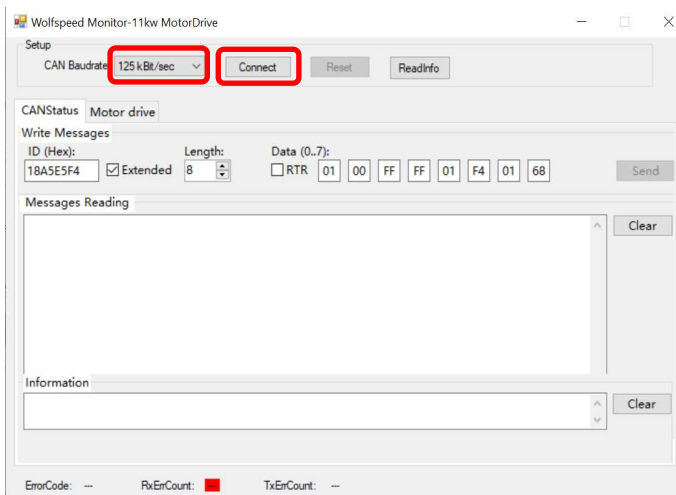 Wolfspeed Monitor-11kw MotorDrive
Setup
CAN Baudrate 125 kBit/sec Connect Reset ReadInfo
CANStatus Motor drive
Write Messages
ID (Hex): Length: Data (0..7):
18A5E5F4 Extended 8 RTR 01 00 FF FF 01 F4 01 68 Send
Messages Reading
Clear
Information
Clear
ErrorCode: --- RxErrCount: --- TxErrCount: ---